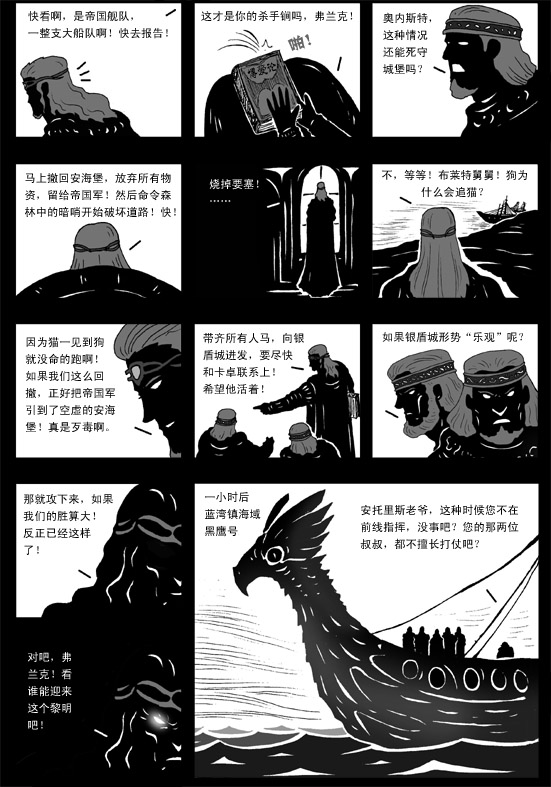 快看啊，是帝国舰队，
一整支大船队啊！快去报告！
这才是你的杀手锏吗，弗兰克！
啪！
博爱论
奥内斯特，
这种情况
还能死守
城堡吗？
马上撤回安海堡，放弃所有物
资，留给帝国军！然后命令森
林中的暗哨开始破坏道路！快！
烧掉要塞！
……
不，等等！布莱特舅舅！狗为
什么会追猫？
因为猫一见到狗
就没命的跑啊！
如果我们这么回
撤，正好把帝国军
引到了空虚的安海
堡！真是歹毒啊。
带齐所有人马，向银
盾城进发，要尽快
和卡卓联系上！
希望他活着！
如果银盾城形势“乐观”呢？
那就攻下来，如果
我们的胜算大！
反正已经这样
了！
对吧，弗
兰克！看
谁能迎来
这个黎明
吧！
一小时后
蓝湾镇海域
黑鹰号
安托里斯老爷，这种时候您不在
前线指挥，没事吧？您的那两位
叔叔，都不擅长打仗吧？